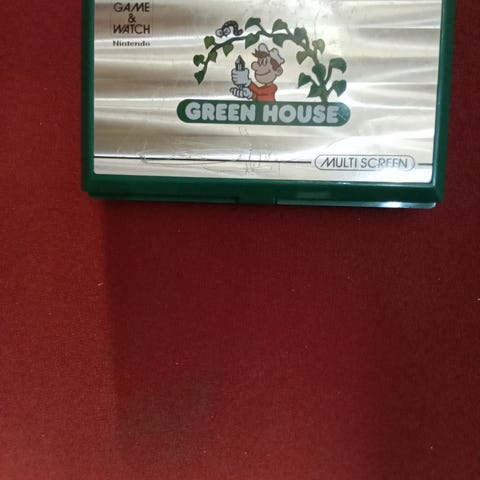 GAME
&
WATCH
Nintendo
GREEN HOUSE
MULTI SCREEN